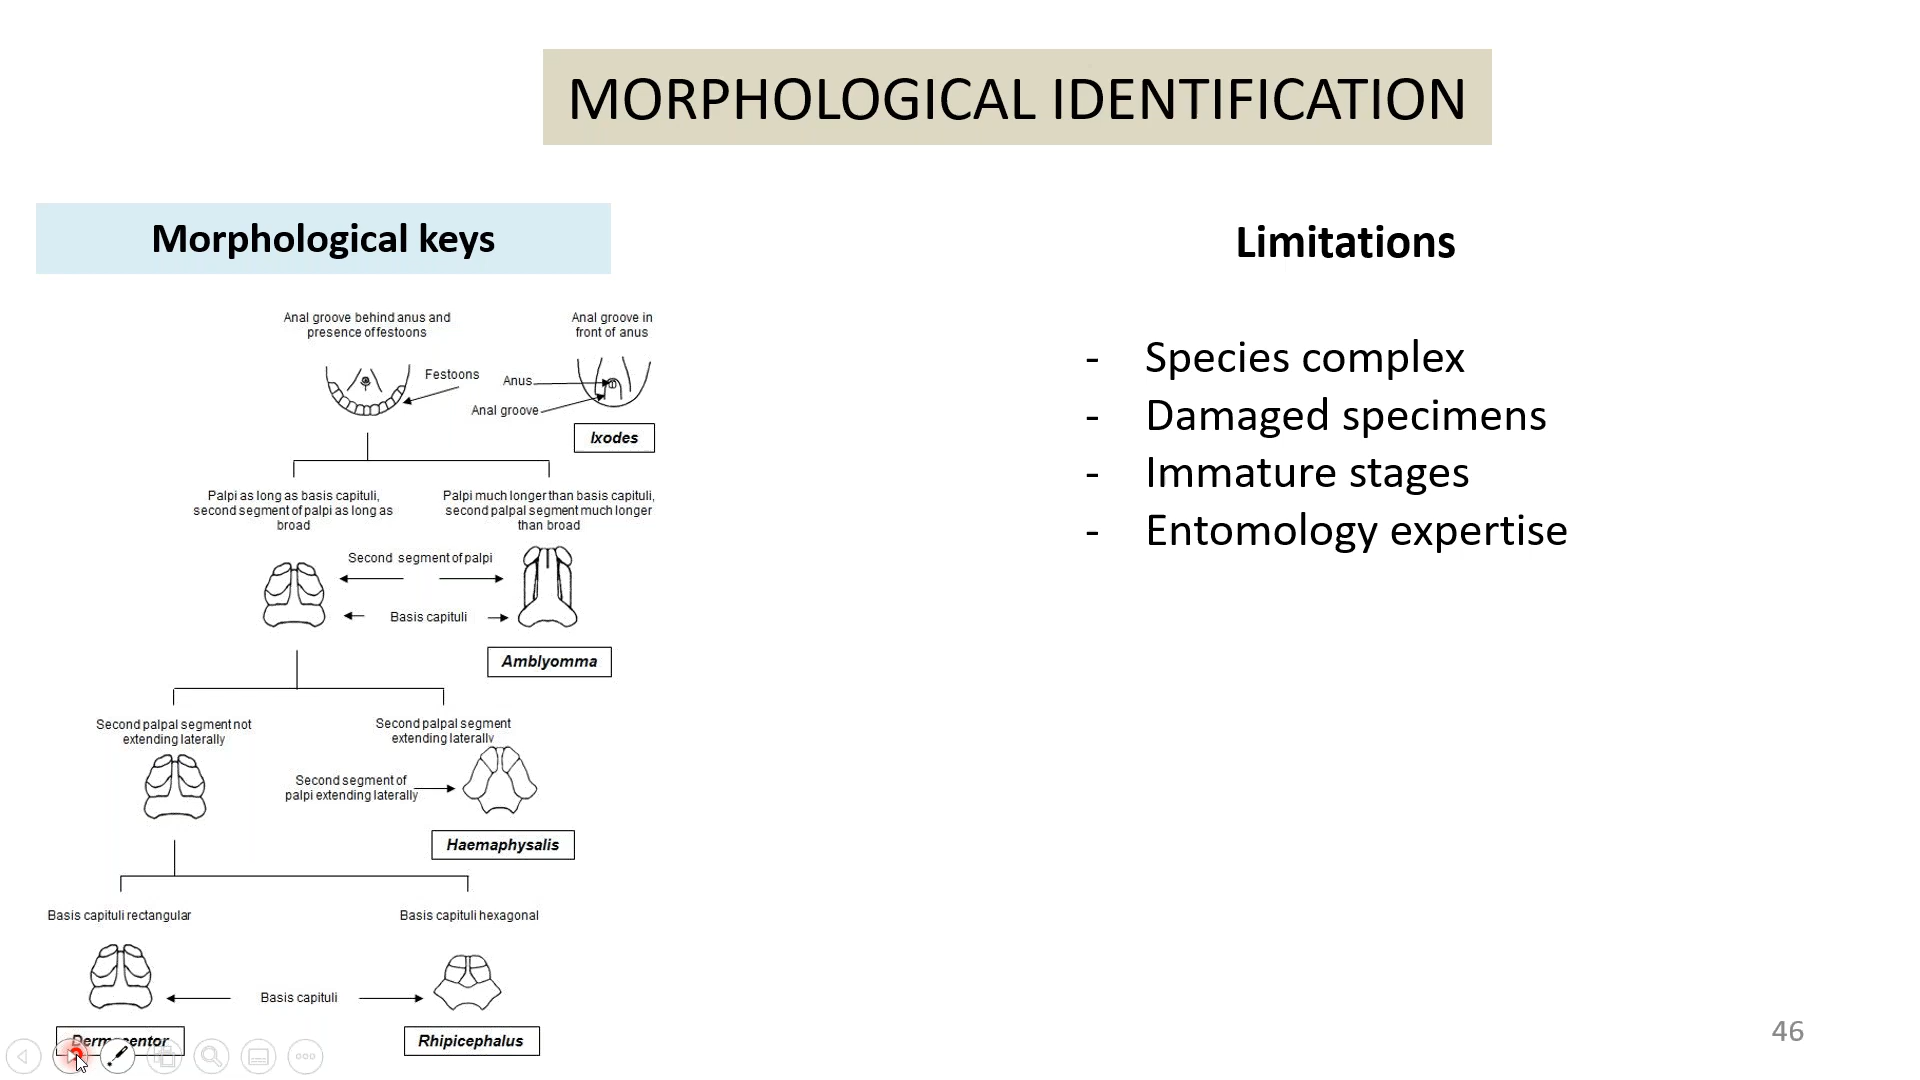 MORPHOLOGICAL IDENTIFICATION
Morphological keys
Limitations
Anal groove behind anus and
presence of festoons
Anal groove in
front of anus
Festoons
Anus
Anal groove
Ixodes
Palpi as long as basis capituli,
second segment of palpi as long as
broad
Palpi much longer than basis capituli,
second palpal segment much longer
than broad
Second segment of palpi
Basis capituli
Amblyomma
Second palpal segment not
extending laterally
Second palpal segment
extending laterally
Second segment of
palpi extending laterally
Haemaphysalis
Basis capituli rectangular
Basis capituli hexagonal
Basis capituli
Dermacentor
Rhipicephalus
- Species complex
- Damaged specimens
- Immature stages
- Entomology expertise
46